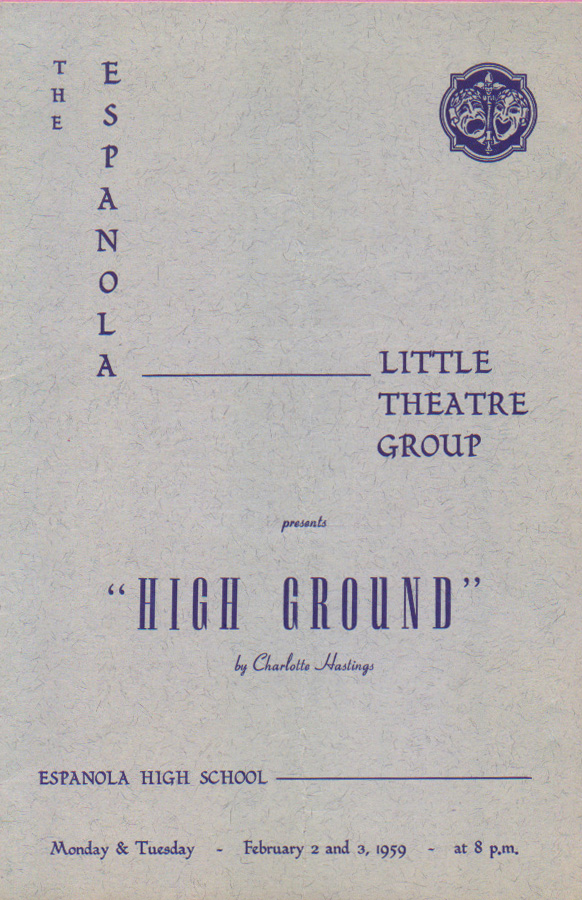 THE
ESPANOLA
LITTLE
THEATRE
GROUP
presents
“HIGH GROUND”
by Charlotte Hastings
ESPANOLA HIGH SCHOOL
Monday & Tuesday - February 2 and 3, 1959 - at 8 p.m.